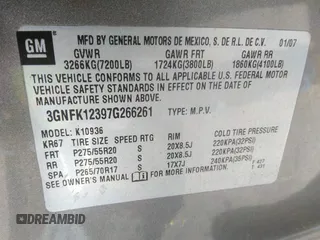 GM
MFD BY GENERAL MOTORS DE MEXICO, S. DE R.L. DE C.V. 01/07
GVWR GAWR FRT GAWR RR
3266KG(7200LB) 1724KG(3800LB) 1860KG(4100LB)
THIS VEHICLE CONFORMS TO ALL APPLICABLE U.S. FEDERAL
MOTOR VEHICLE SAFETY STANDARDS IN EFFECT ON THE DATE
OF MANUFACTURE SHOWN ABOVE.
3GNFK12397G266261 TYPE: M.P.V.
MODEL: K10936
KR67 TIRE SIZE SPEED RTG RIM COLD TIRE PRESSURE
FRT P275/55R20 S 20X8.5J 220KPA(32PSI)
RR P275/55R20 S 20X8.5J 220KPA(32PSI)
SPA P265/70R17 S 17X7J 240KPA(35PSI)
SEE OWNER'S MANUAL FOR ADDITIONAL INFORMATION